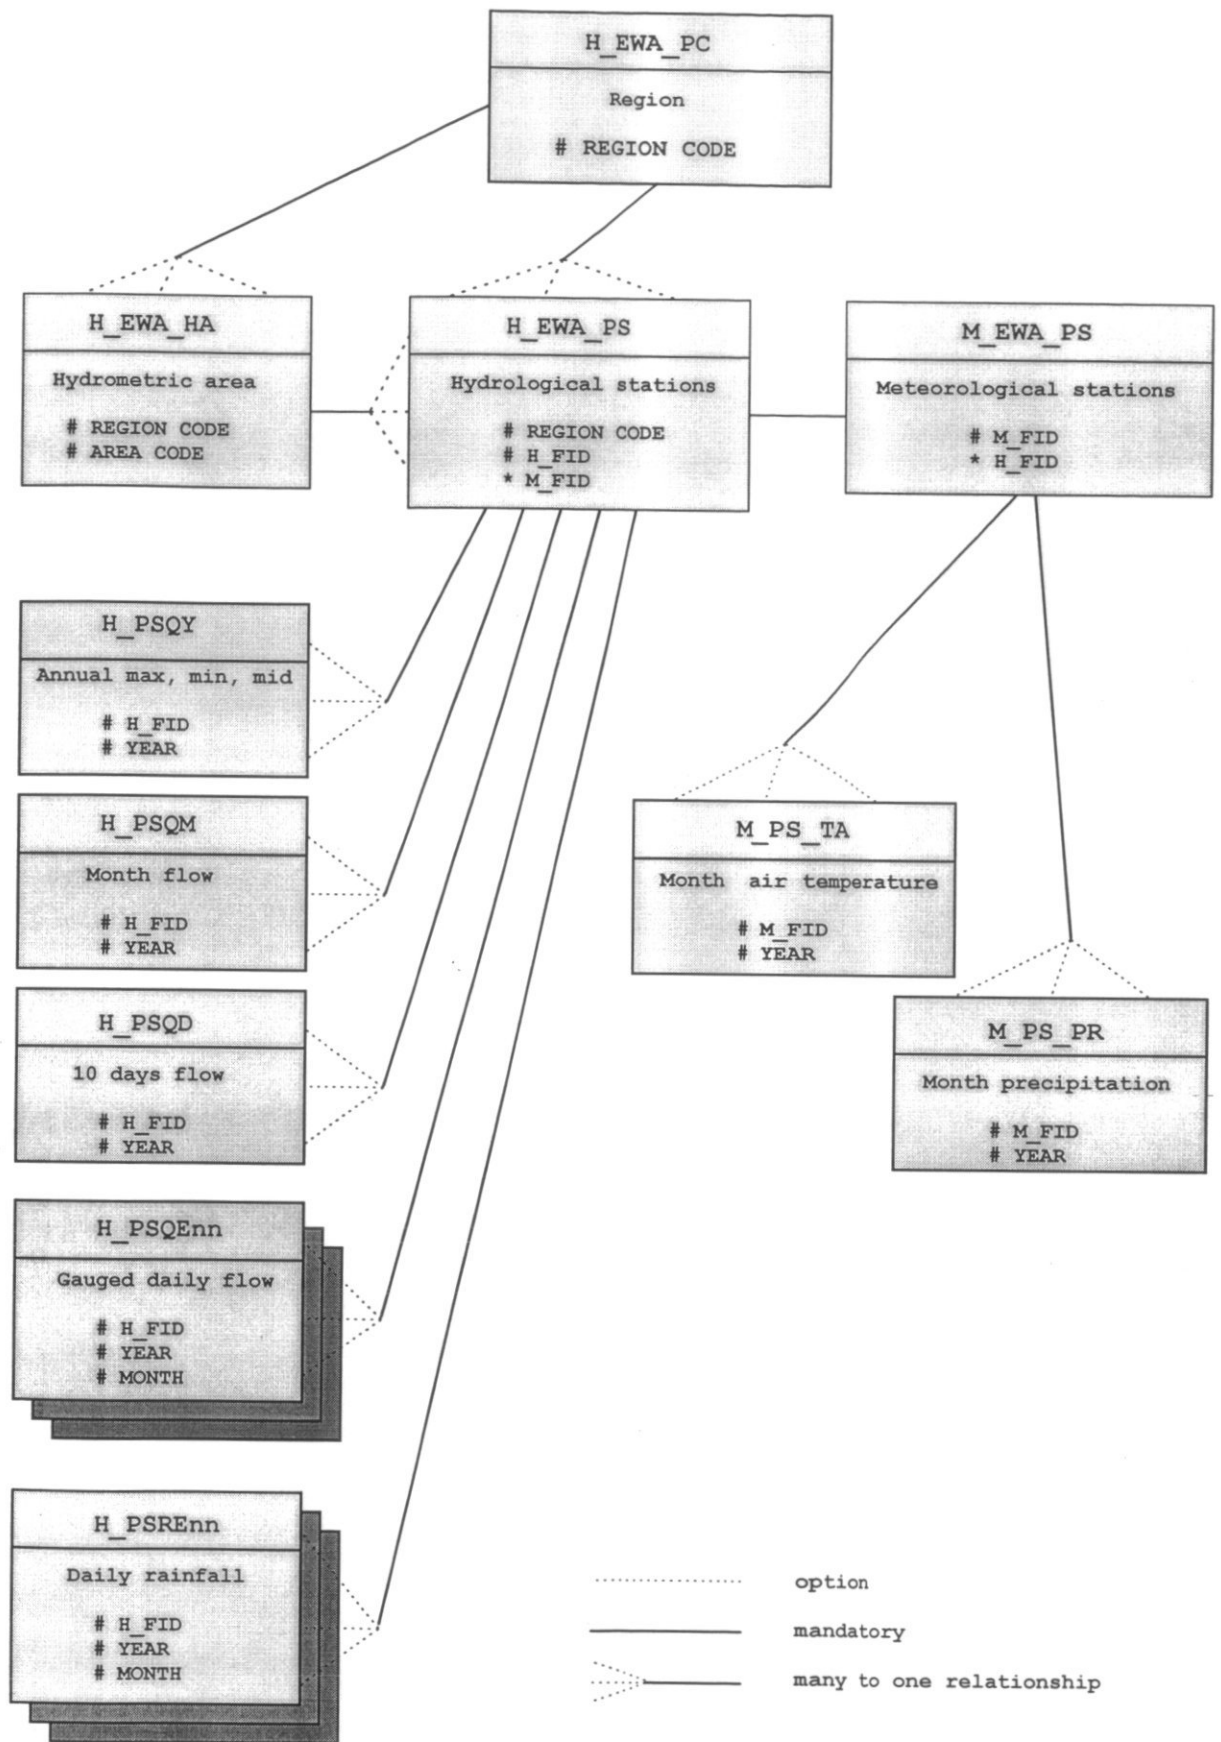 H_EWA_PC
Region
# REGION CODE
H_EWA_HA
Hydrometric area
# REGION CODE
# AREA CODE
H_EWA_PS
Hydrological stations
# REGION CODE
# H_FID
* M_FID
M_EWA_PS
Meteorological stations
# M_FID
* H_FID
H_PSQY
Annual max, min, mid
# H_FID
# YEAR
H_PSQM
Month flow
# H_FID
# YEAR
H_PSQD
10 days flow
# H_FID
# YEAR
H_PSQEnn
Gauged daily flow
# H_FID
# YEAR
# MONTH
H_PSREnn
Daily rainfall
# H_FID
# YEAR
# MONTH
M_PS_TA
Month air temperature
# M_FID
# YEAR
M_PS_PR
Month precipitation
# M_FID
# YEAR
option
mandatory
many to one relationship